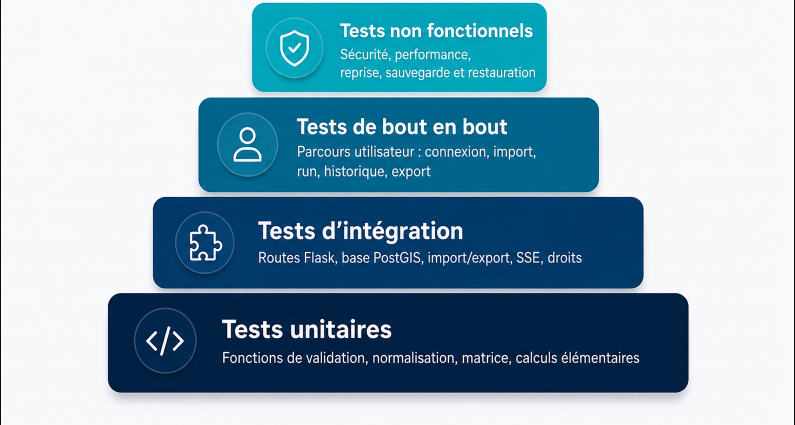 Tests non fonctionnels
Sécurité, performance,
reprise, sauvegarde et restauration
Tests de bout en bout
Parcours utilisateur : connexion, import,
run, historique, export
Tests d’intégration
Routes Flask, base PostGIS, import/export, SSE, droits
Tests unitaires
Fonctions de validation, normalisation, matrice, calculs élémentaires